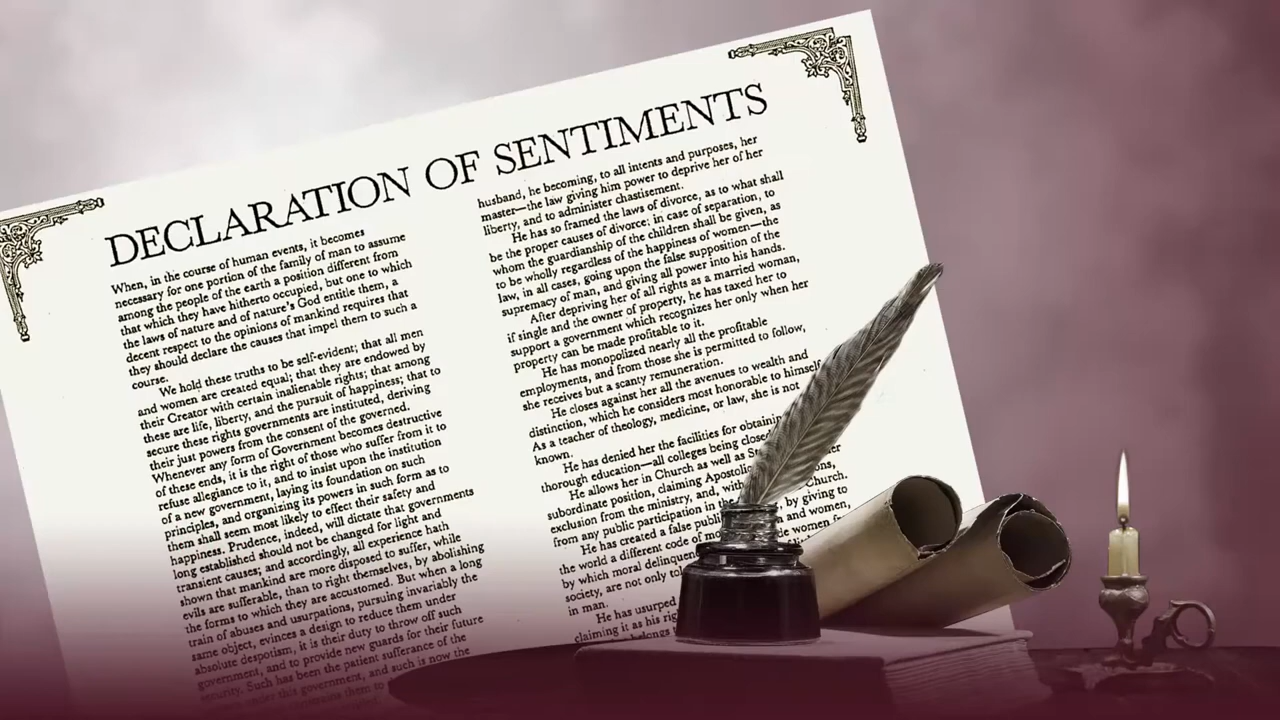 DECLARATION OF SENTIMENTS
When, in the course of human events, it becomes
necessary for one portion of the family of man to assume
among the people of the earth a position different from
that which they have hitherto occupied, but one to which
the laws of nature and of nature's God entitle them, a
decent respect to the opinions of mankind requires that
they should declare the causes that impel them to such a
course.
We hold these truths to be self-evident; that all men
and women are created equal; that they are endowed by
their Creator with certain inalienable rights; that among
these are life, liberty, and the pursuit of happiness; that to
secure these rights governments are instituted, deriving
their just powers from the consent of the governed.
Whenever any form of Government becomes destructive
of these ends, it is the right of those who suffer from it to
refuse allegiance to it, and to insist upon the institution
of a new government, laying its foundation on such
principles, and organizing its powers in such form as to
them shall seem most likely to effect their safety and
happiness. Prudence, indeed, will dictate that governments
long established should not be changed for light and
transient causes; and accordingly, all experience hath
shown that mankind are more disposed to suffer, while
evils are sufferable, than to right themselves, by abolishing
the forms to which they are accustomed. But when a long
train of abuses and usurpations, pursuing invariably the
same object, evinces a design to reduce them under
absolute despotism, it is their duty to throw off such
government, and to provide new guards for their future
security. Such has been the patient sufferance of the
women under this government, and such is now the
them to
husband, he becoming, to all intents and purposes, her
master—the law giving him power to deprive her of her
liberty, and to administer chastisement.
He has so framed the laws of divorce, as to what shall
be the proper causes of divorce; in case of separation, to
whom the guardianship of the children shall be given, as
to be wholly regardless of the happiness of women—the
law, in all cases, going upon the false supposition of the
supremacy of man, and giving all power into his hands.
After depriving her of all rights as a married woman,
if single and the owner of property, he has taxed her to
support a government which recognizes her only when her
property can be made profitable to it.
He has monopolized nearly all the profitable
employments, and from those she is permitted to follow,
she receives but a scanty remuneration.
He closes against her all the avenues to wealth and
distinction, which he considers most honorable to himself.
As a teacher of theology, medicine, or law, she is not
known.
He has denied her the facilities for obtaining
thorough education—all colleges being closed
He allows her in Church as well as
subordinate position, claiming Apostolic
exclusion from the ministry, and, with
from any public participation in the Church.
He has created a false public by giving to
the world a different code of and women,
by which moral women
society, are not only
in man.
He has usurped
claiming it as his
belongs